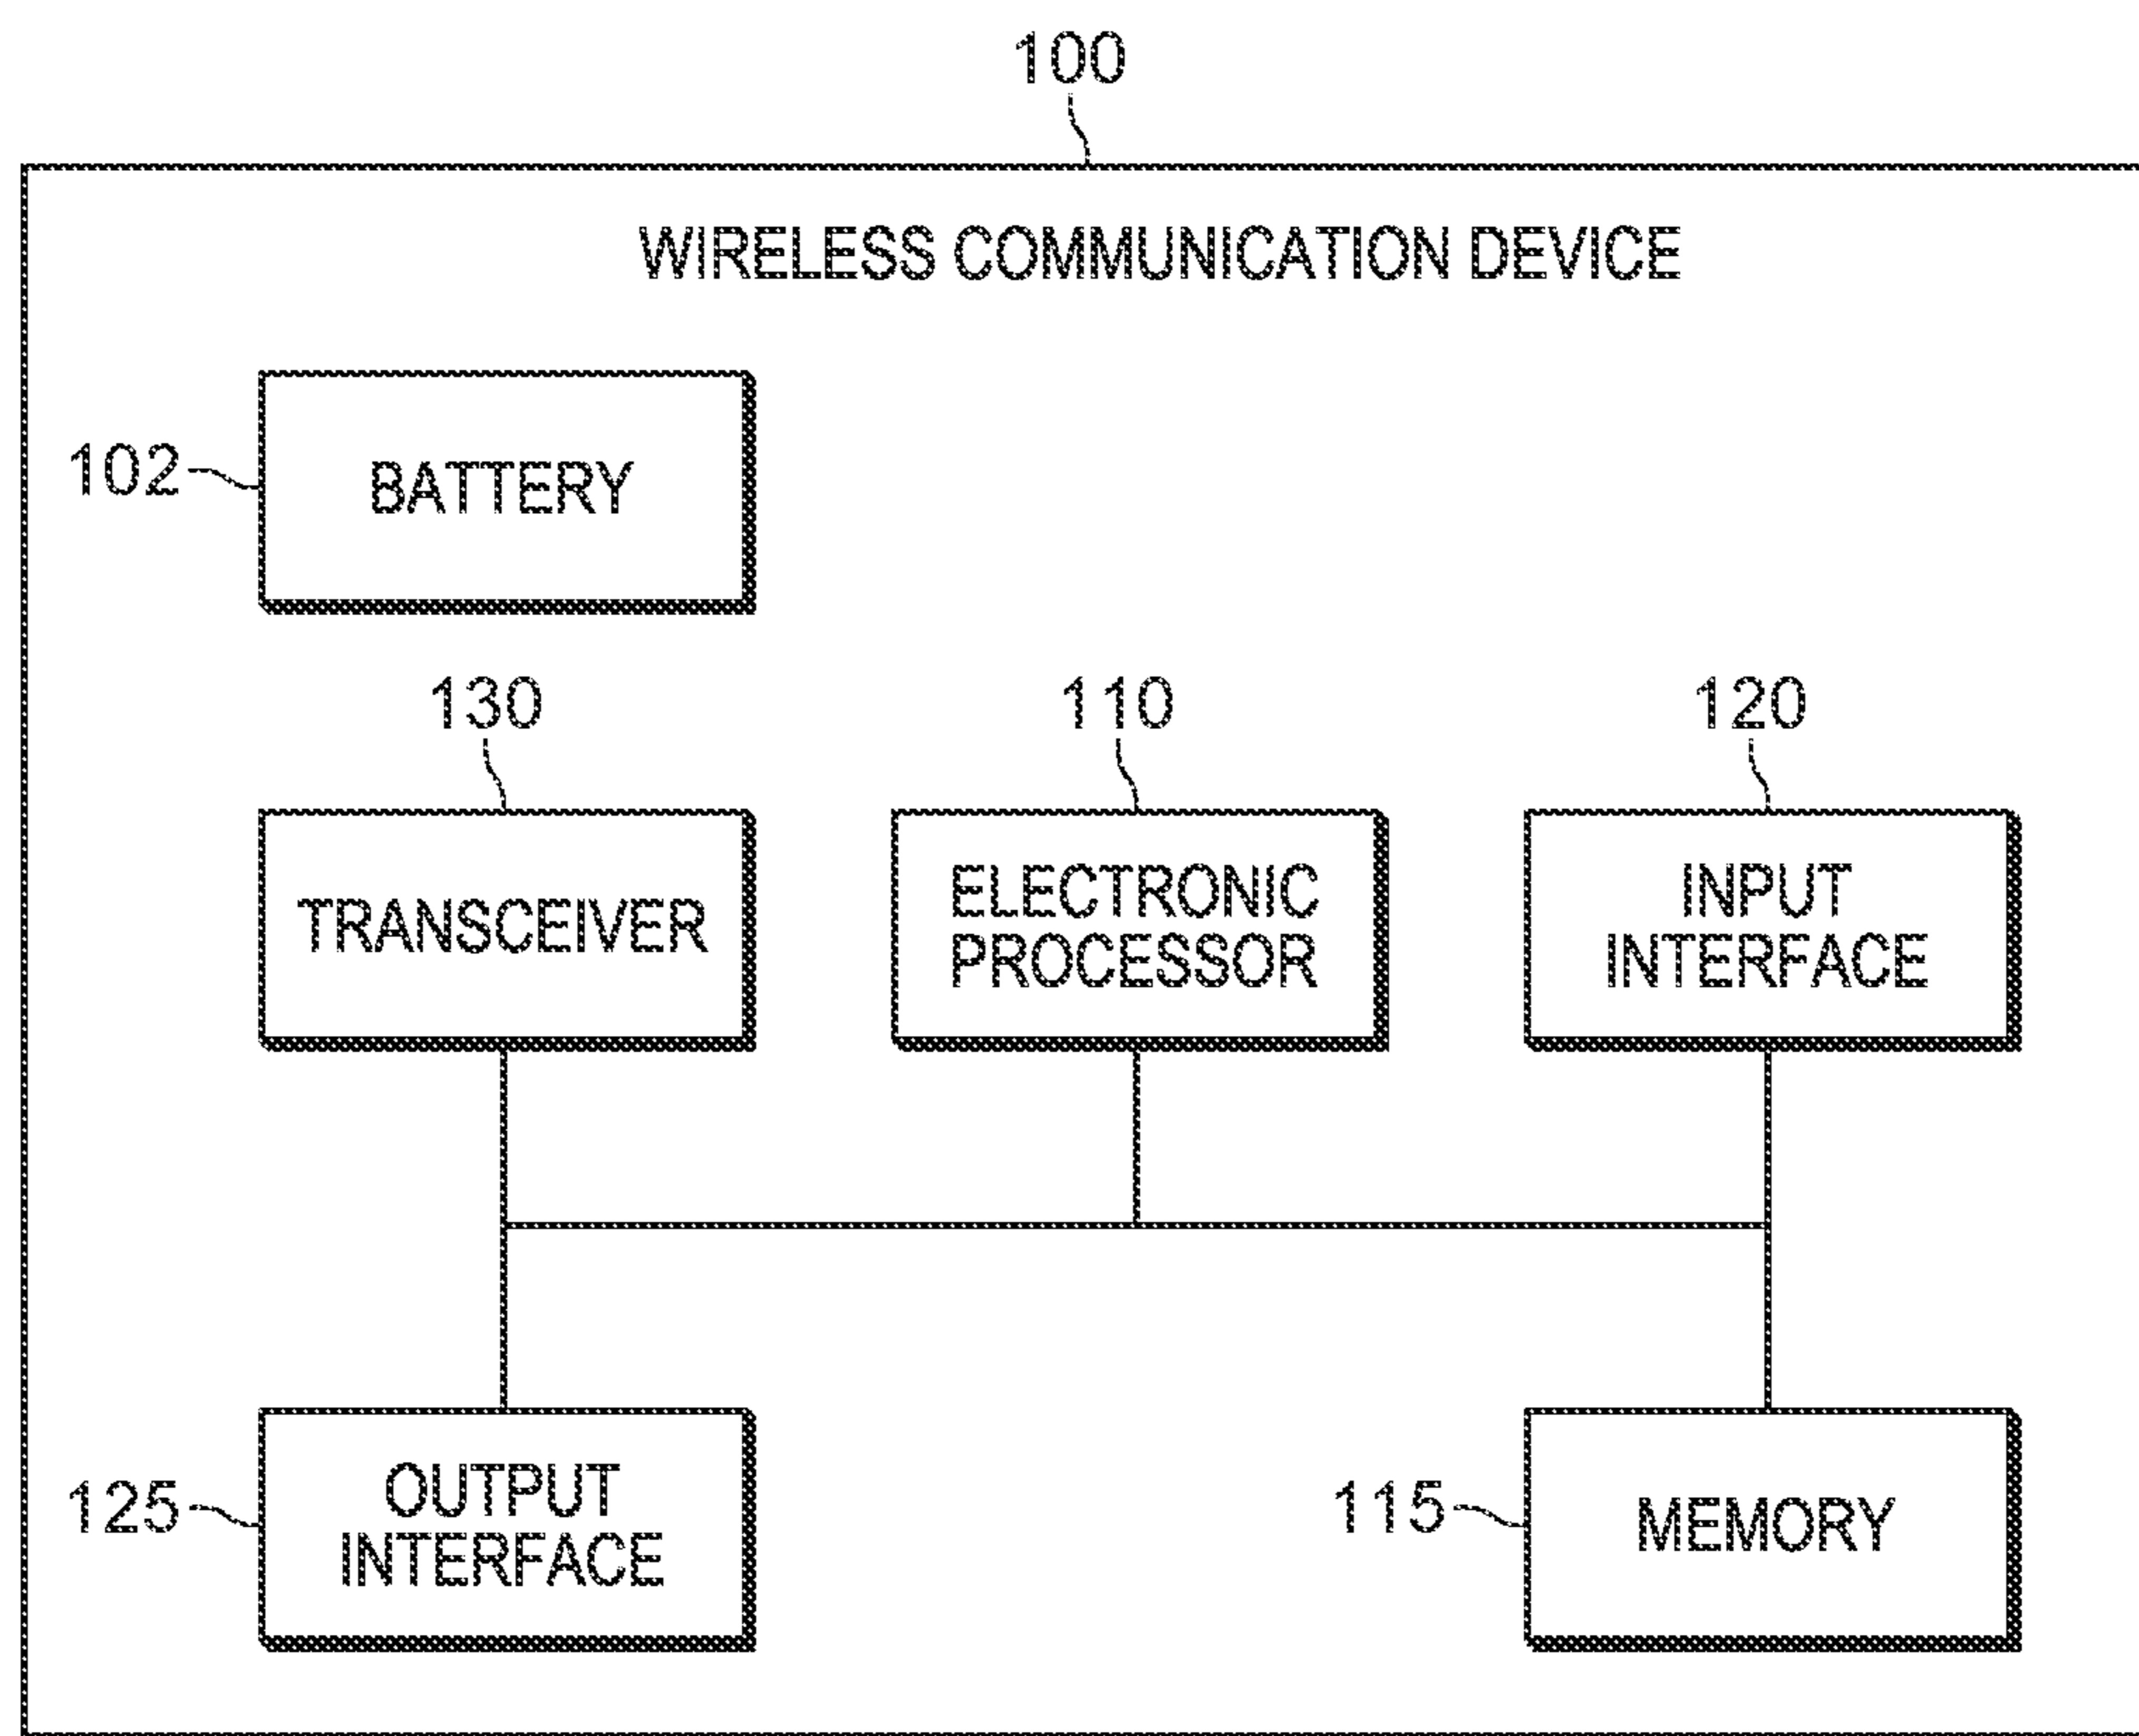 100
WIRELESS COMMUNICATION DEVICE
102
BATTERY
130
110
120
TRANSCEIVER
ELECTRONIC
PROCESSOR
INPUT
INTERFACE
125
OUTPUT
INTERFACE
115
MEMORY